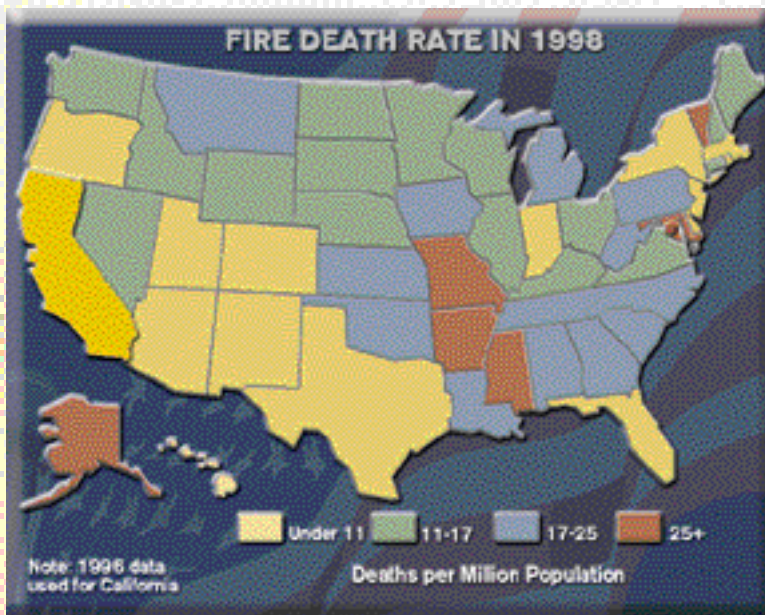 FIRE DEATH RATE IN 1998
Under 11
11-17
17-25
25+
Note: 1996 data
used for California
Deaths per Million Population